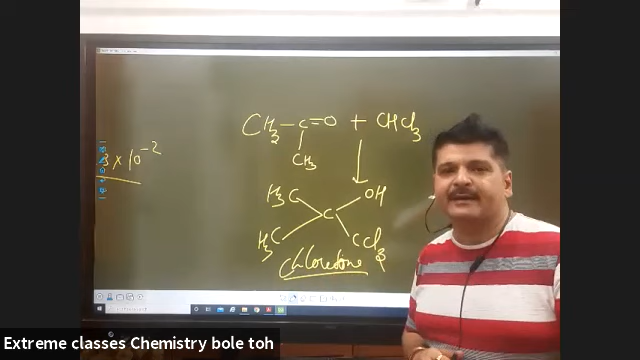 CH3-C=O + CHCl3
CH3
3 x 10-2
H3C OH
C
H3C CCl3
Chloretone
Extreme classes Chemistry bole toh